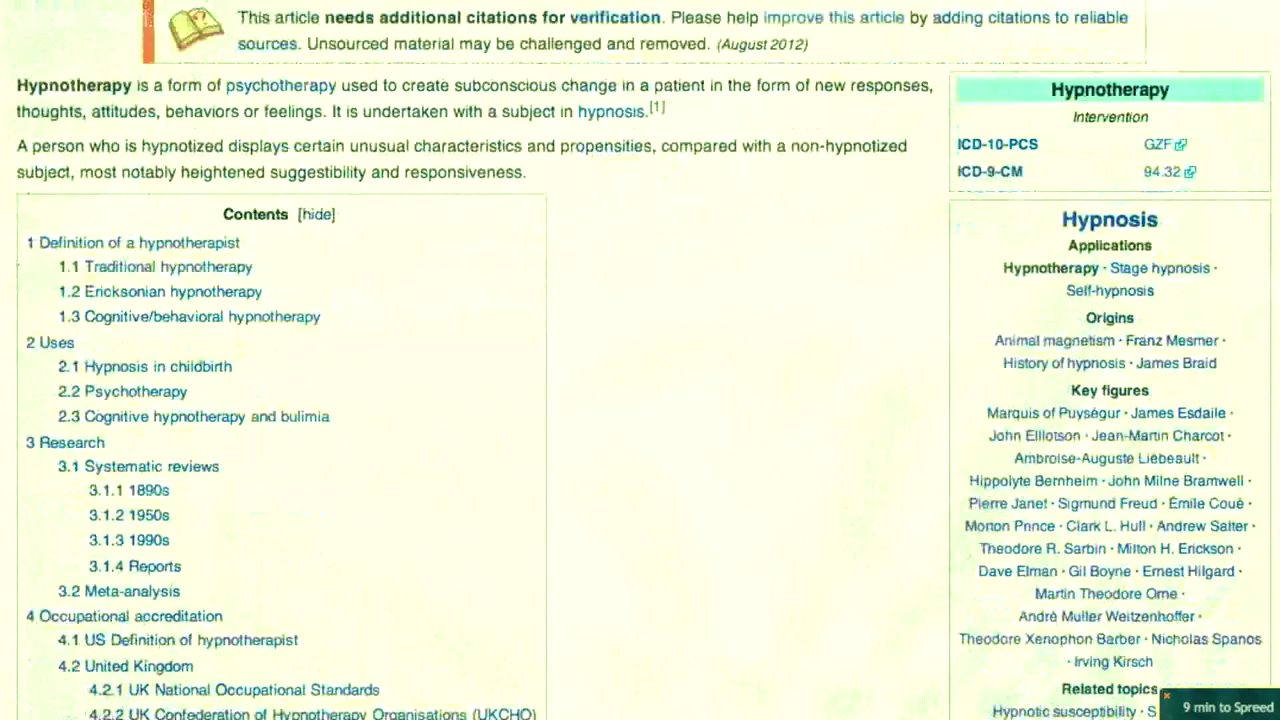 This article needs additional citations for verification. Please help improve this article by adding citations to reliable
sources. Unsourced material may be challenged and removed. (August 2012)
Hypnotherapy is a form of psychotherapy used to create subconscious change in a patient in the form of new responses,
thoughts, attitudes, behaviors or feelings. It is undertaken with a subject in hypnosis.[1]
A person who is hypnotized displays certain unusual characteristics and propensities, compared with a non-hypnotized
subject, most notably heightened suggestibility and responsiveness.
Contents [hide]
1 Definition of a hypnotherapist
1.1 Traditional hypnotherapy
1.2 Ericksonian hypnotherapy
1.3 Cognitive/behavioral hypnotherapy
2 Uses
2.1 Hypnosis in childbirth
2.2 Psychotherapy
2.3 Cognitive hypnotherapy and bulimia
3 Research
3.1 Systematic reviews
3.1.1 1890s
3.1.2 1950s
3.1.3 1990s
3.1.4 Reports
3.2 Meta-analysis
4 Occupational accreditation
4.1 US Definition of hypnotherapist
4.2 United Kingdom
4.2.1 UK National Occupational Standards
4.2.2 UK Confederation of Hypnotherapy Organisations (UKCHO)
Hypnotherapy
Intervention
ICD-10-PCS GZF
ICD-9-CM 94.32
Hypnosis
Applications
Hypnotherapy · Stage hypnosis ·
Self-hypnosis
Origins
Animal magnetism · Franz Mesmer ·
History of hypnosis · James Braid
Key figures
Marquis of Puységur · James Esdaile ·
John Elliotson · Jean-Martin Charcot ·
Ambroise-Auguste Liébeault ·
Hippolyte Bernheim · John Milne Bramwell ·
Pierre Janet · Sigmund Freud · Émile Coué ·
Morton Prince · Clark L. Hull · Andrew Salter ·
Theodore R. Sarbin · Milton H. Erickson ·
Dave Elman · Gil Boyne · Ernest Hilgard ·
Martin Theodore Orne ·
André Muller Weitzenhoffer ·
Theodore Xenophon Barber · Nicholas Spanos
· Irving Kirsch
Related topics
Hypnotic susceptibility · S
9 min to Spreed